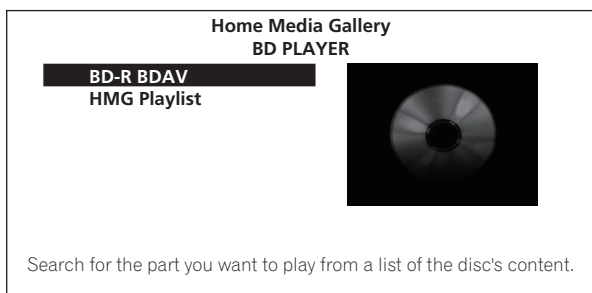 Home Media Gallery
BD PLAYER
BD-R BDAV
HMG Playlist
Search for the part you want to play from a list of the disc's content.